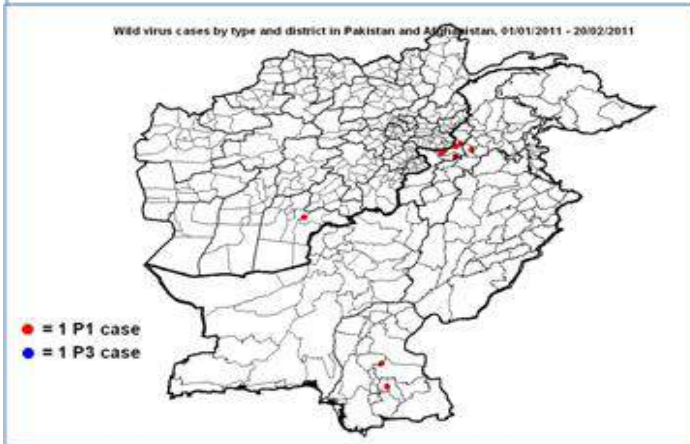 Wild virus cases by type and district in Pakistan and Afghanistan, 01/01/2011 - 20/02/2011
= 1 P1 case
= 1 P3 case